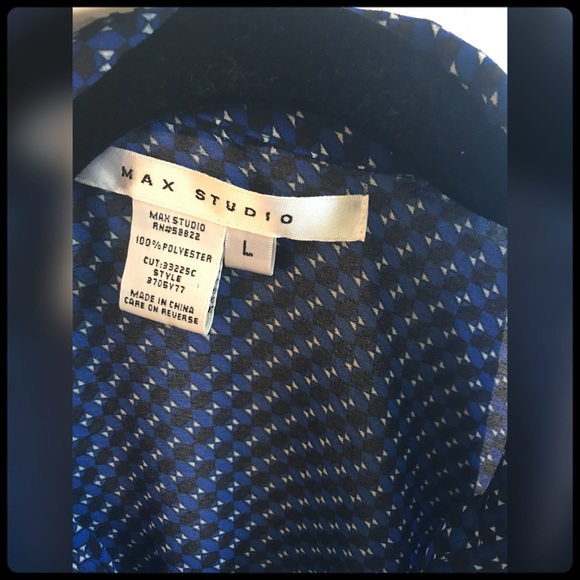 MAX STUDIO
L
MAX STUDIO
RN#58822
100%POLYESTER
CUT:33225C
STYLE
3705Y77
MADE IN CHINA
CARE ON REVERSE